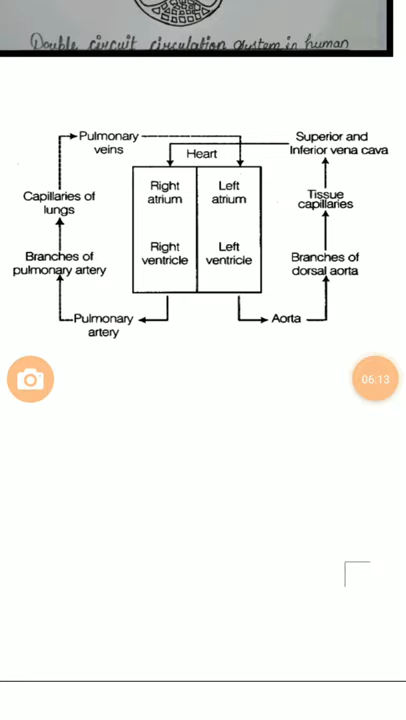 Double circuit circulation system in human
Pulmonary
veins
Heart
Superior and
Inferior vena cava
Capillaries of
lungs
Right
atrium
Left
atrium
Tissue
capillaries
Branches of
pulmonary artery
Right
ventricle
Left
ventricle
Branches of
dorsal aorta
Pulmonary
artery
Aorta
06:13